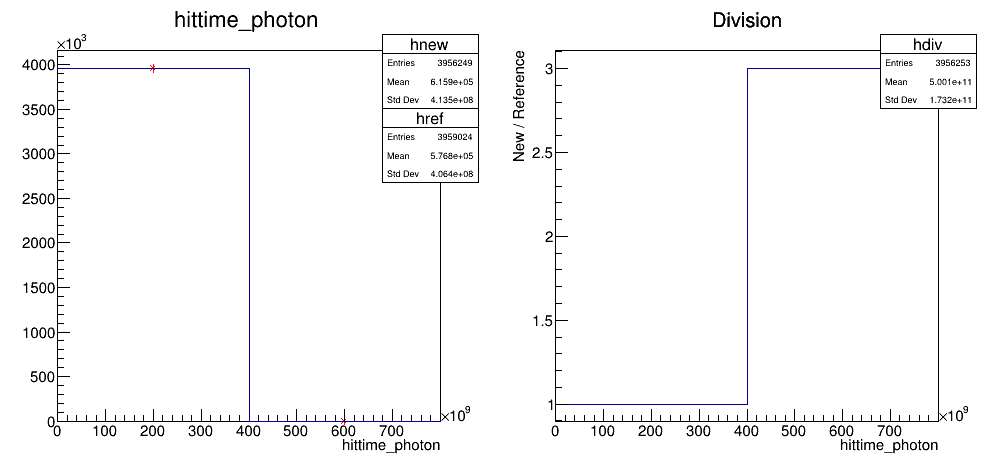 hittime_photon
×10³
4000
3500
3000
2500
2000
1500
1000
500
0
0 100 200 300 400 500 600 700
×10⁹
hittime_photon
hnew
Entries 3956249
Mean 6.159e+05
Std Dev 4.135e+08
href
Entries 3959024
Mean 5.768e+05
Std Dev 4.064e+08
Division
New / Reference
3
2.5
2
1.5
1
0 100 200 300 400 500 600 700
×10⁹
hittime_photon
hdiv
Entries 3956253
Mean 5.001e+11
Std Dev 1.732e+11